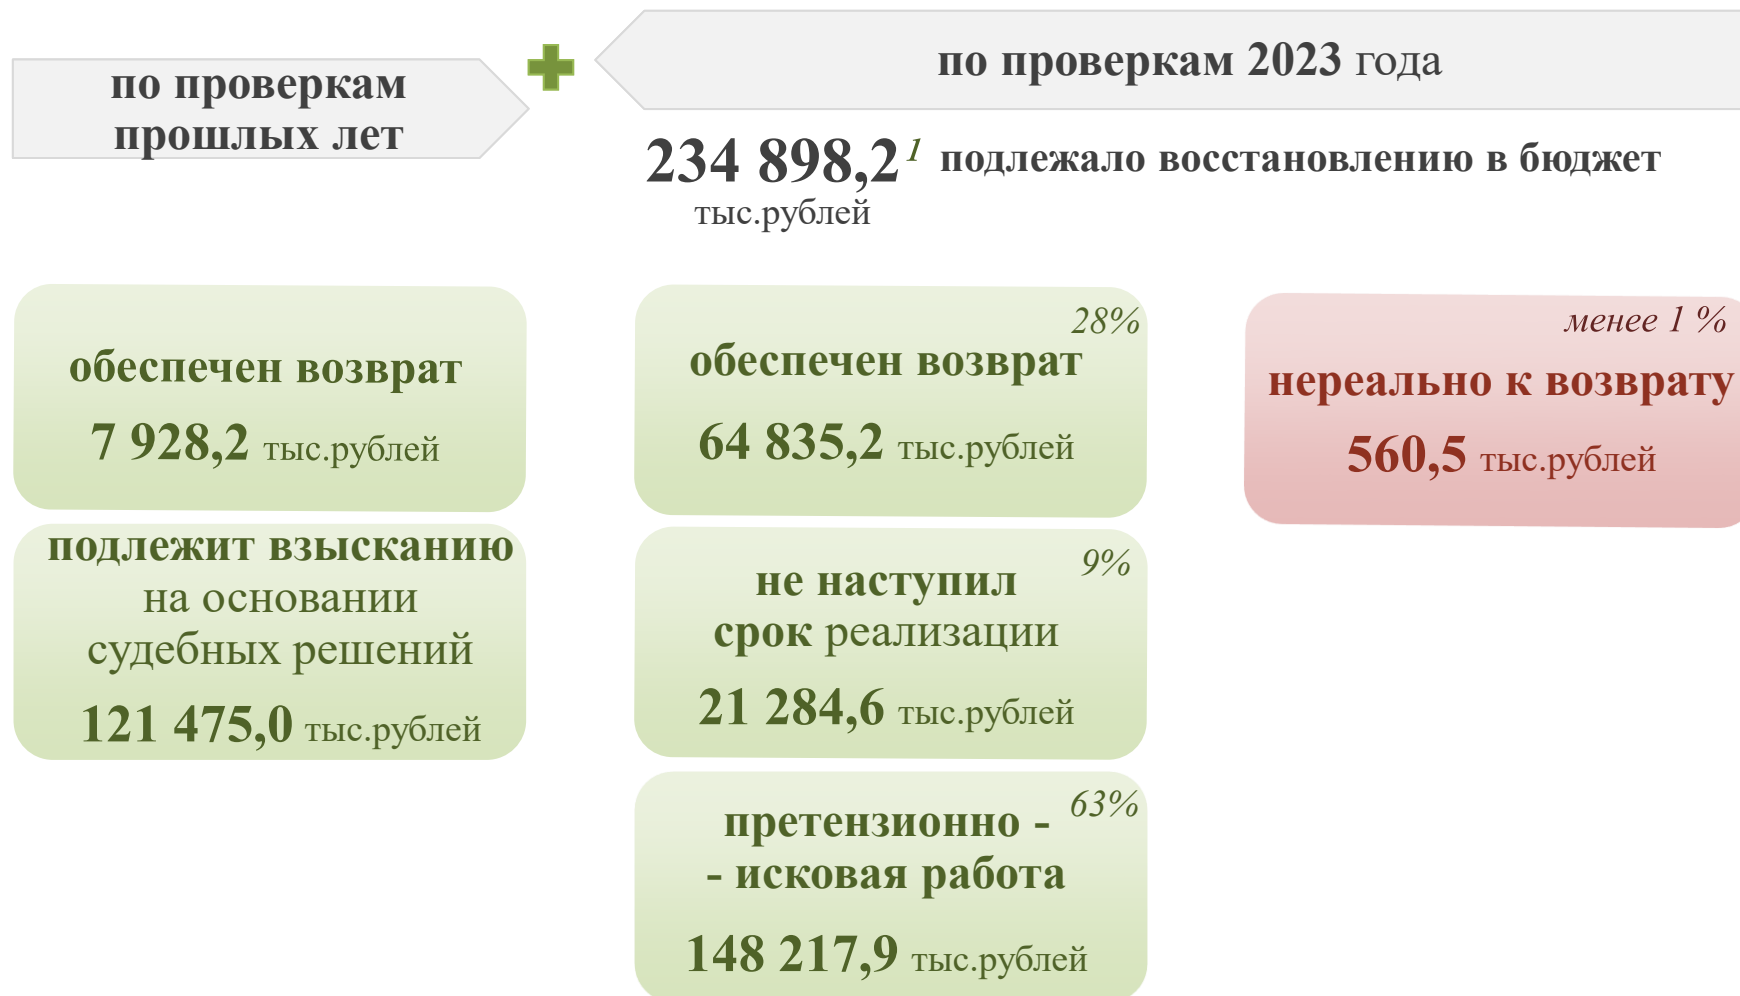 по проверкам
прошлых лет
по проверкам 2023 года
234 898,2 1 подлежало восстановлению в бюджет
тыс.рублей
обеспечен возврат
7 928,2 тыс.рублей
подлежит взысканию
на основании
судебных решений
121 475,0 тыс.рублей
28%
обеспечен возврат
64 835,2 тыс.рублей
9%
не наступил
срок реализации
21 284,6 тыс.рублей
63%
претензионно -
- исковая работа
148 217,9 тыс.рублей
менее 1 %
нереально к возврату
560,5 тыс.рублей